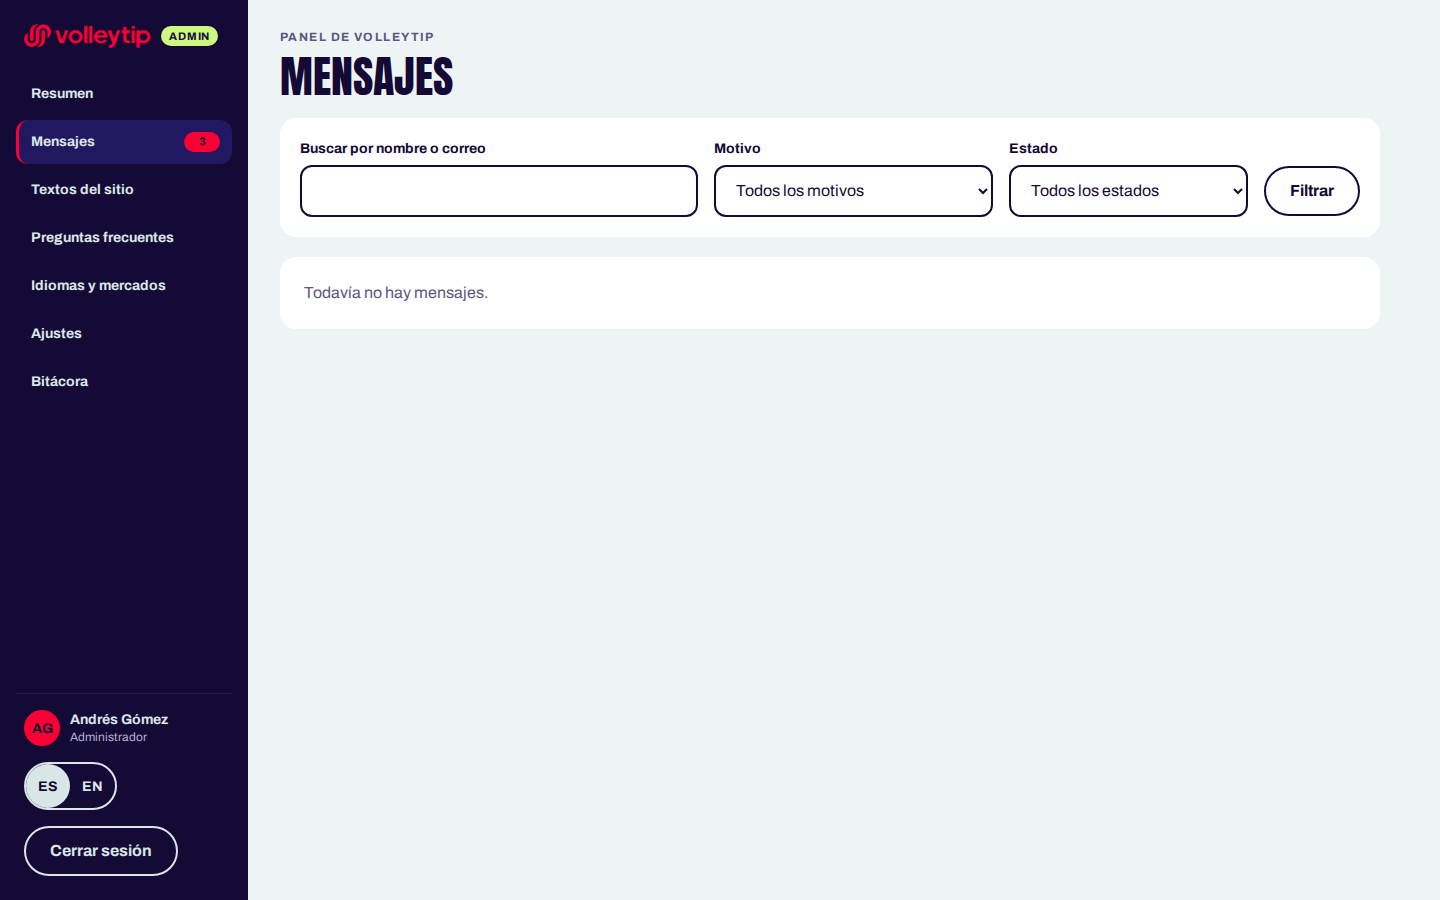 volleytip ADMIN
Resumen
Mensajes 3
Textos del sitio
Preguntas frecuentes
Idiomas y mercados
Ajustes
Bitácora
AG Andrés Gómez
Administrador
ES EN
Cerrar sesión
PANEL DE VOLLEYTIP
MENSAJES
Buscar por nombre o correo
Motivo
Estado
Todos los motivos
Todos los estados
Filtrar
Todavía no hay mensajes.